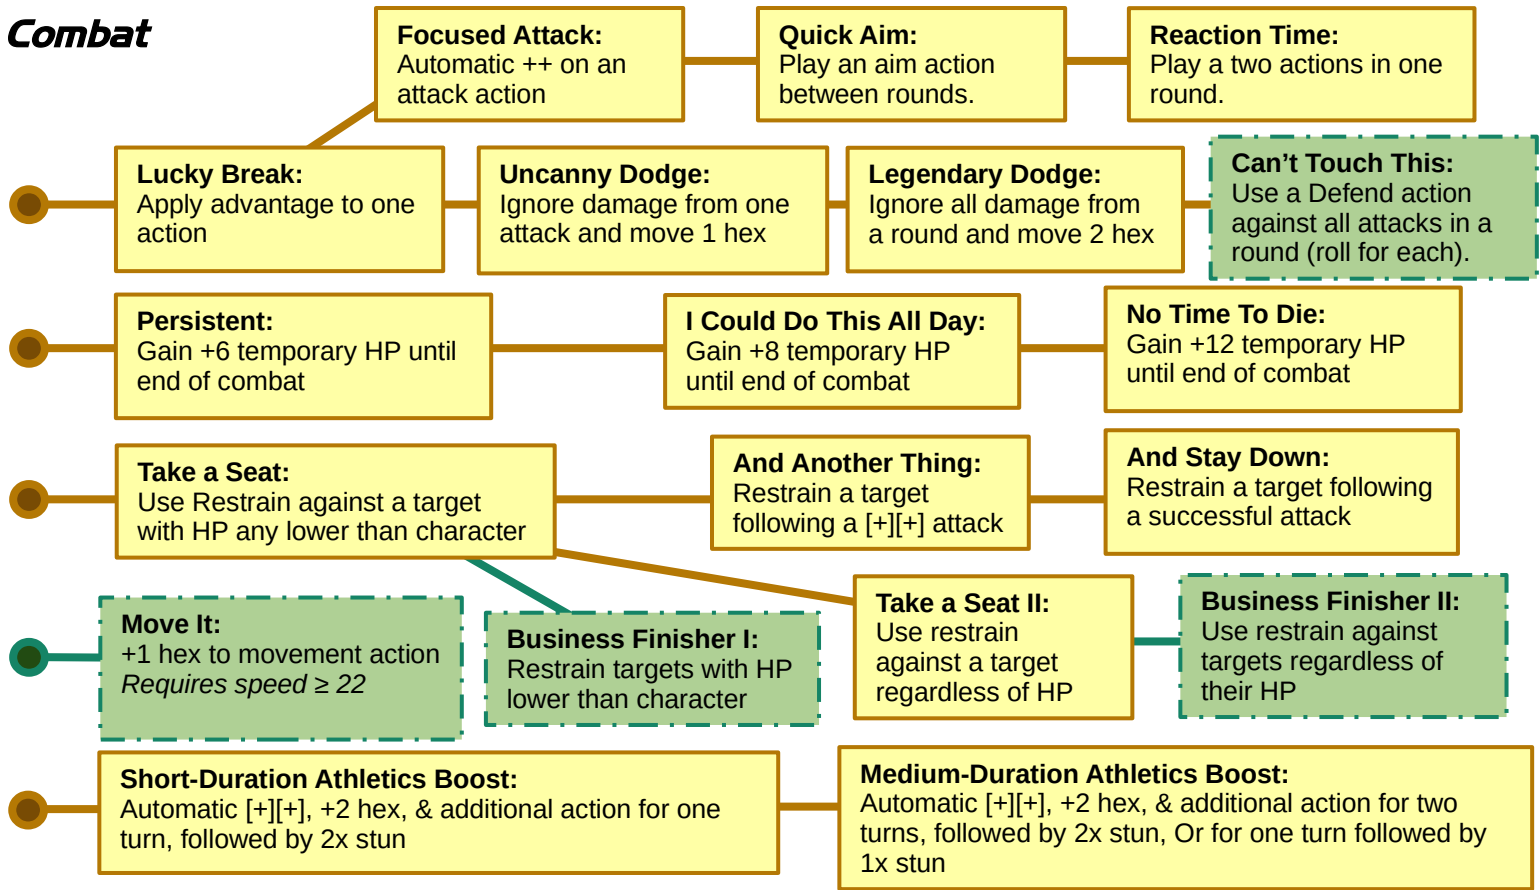 Combat
Focused Attack:
Automatic ++ on an
attack action
Quick Aim:
Play an aim action
between rounds.
Reaction Time:
Play a two actions in one
round.
Lucky Break:
Apply advantage to one
action
Uncanny Dodge:
Ignore damage from one
attack and move 1 hex
Legendary Dodge:
Ignore all damage from
a round and move 2 hex
Can't Touch This:
Use a Defend action
against all attacks in a
round (roll for each).
Persistent:
Gain +6 temporary HP until
end of combat
I Could Do This All Day:
Gain +8 temporary HP
until end of combat
No Time To Die:
Gain +12 temporary HP
until end of combat
Take a Seat:
Use Restrain against a target
with HP any lower than character
And Another Thing:
Restrain a target
following a [+][+] attack
And Stay Down:
Restrain a target following
a successful attack
Move It:
+1 hex to movement action
Requires speed ≥ 22
Business Finisher I:
Restrain targets with HP
lower than character
Take a Seat II:
Use restrain
against a target
regardless of HP
Business Finisher II:
Use restrain against
targets regardless of
their HP
Short-Duration Athletics Boost:
Automatic [+][+], +2 hex, & additional action for one
turn, followed by 2x stun
Medium-Duration Athletics Boost:
Automatic [+][+], +2 hex, & additional action for two
turns, followed by 2x stun, Or for one turn followed by
1x stun